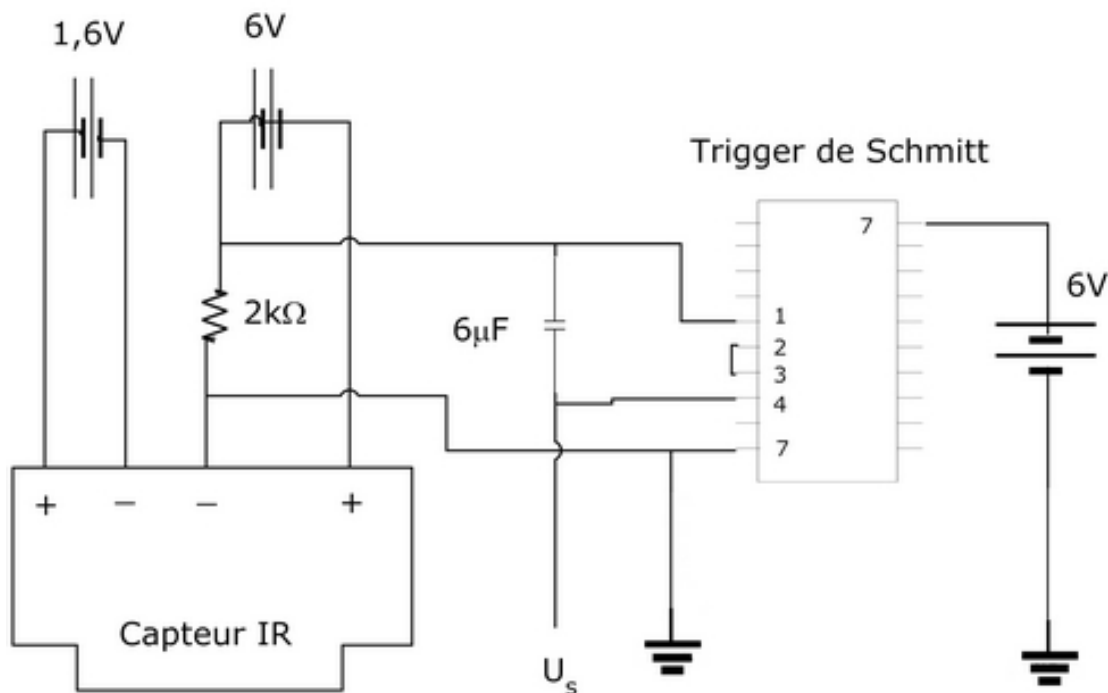 1,6V
6V
Trigger de Schmitt
7
6V
2kΩ
6μF
1
2
3
4
7
+ − − +
Capteur IR
Us